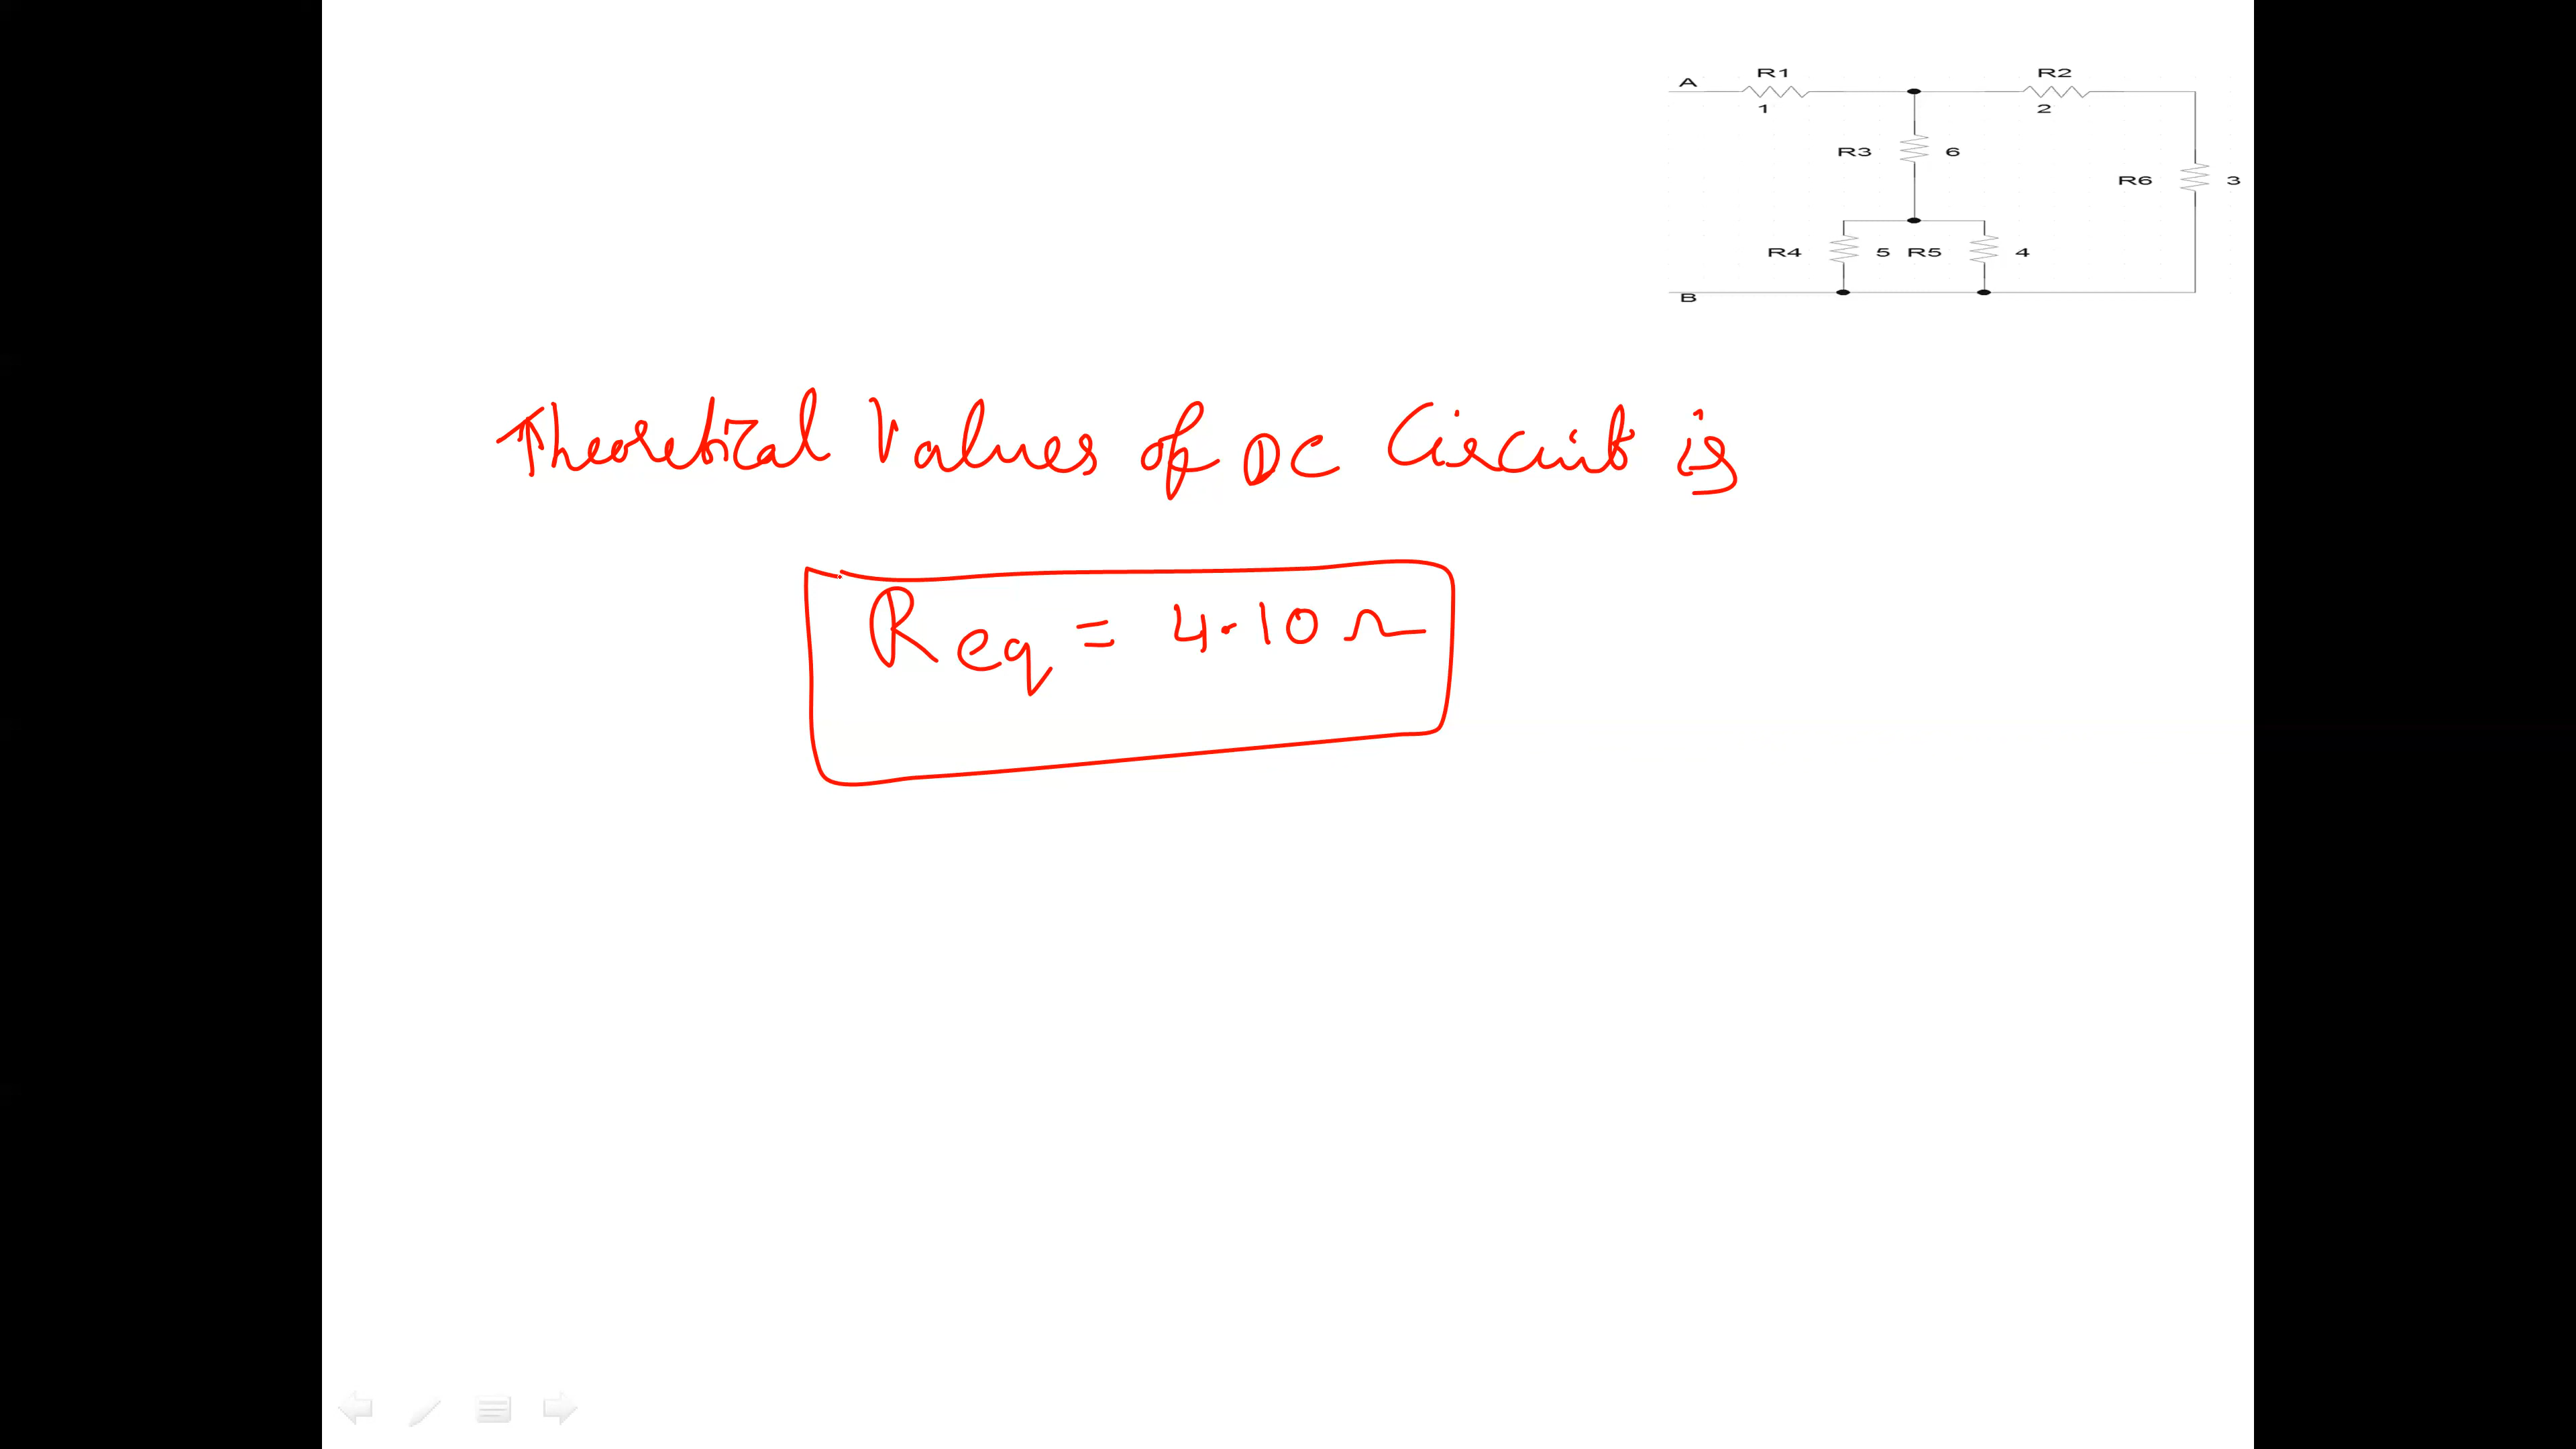 A
R1
1
R2
2
R3
6
R6
3
R4
5
R5
4
B
Theoretical Values of DC Circuit is
Req = 4.10 Ω